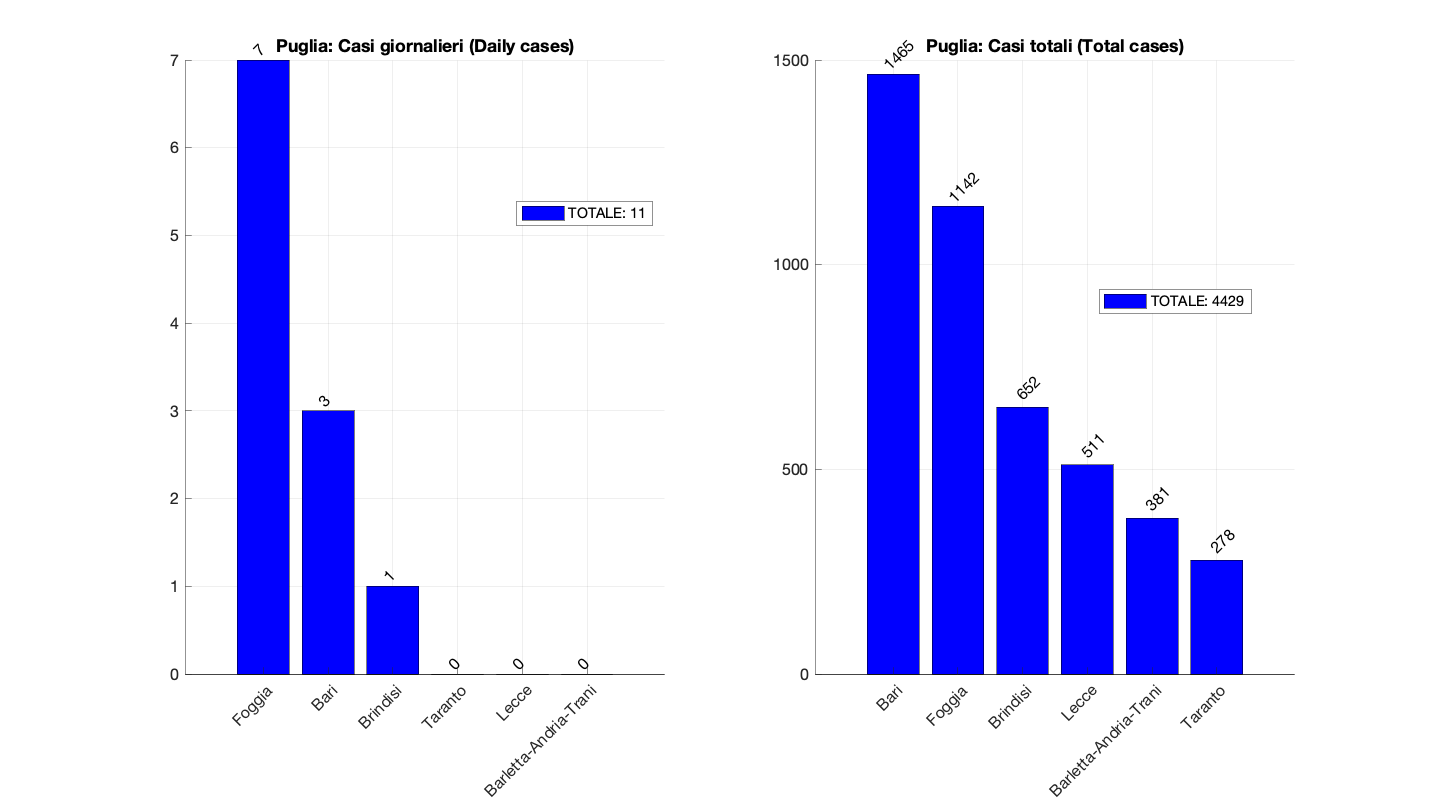 Puglia: Casi giornalieri (Daily cases)
7
7
6
5
4
3
2
1
0
3
1
0
0
0
TOTALE: 11
Foggia
Bari
Brindisi
Taranto
Lecce
Barletta-Andria-Trani
Puglia: Casi totali (Total cases)
1500
1000
500
0
1465
1142
652
511
381
278
TOTALE: 4429
Bari
Foggia
Brindisi
Lecce
Barletta-Andria-Trani
Taranto